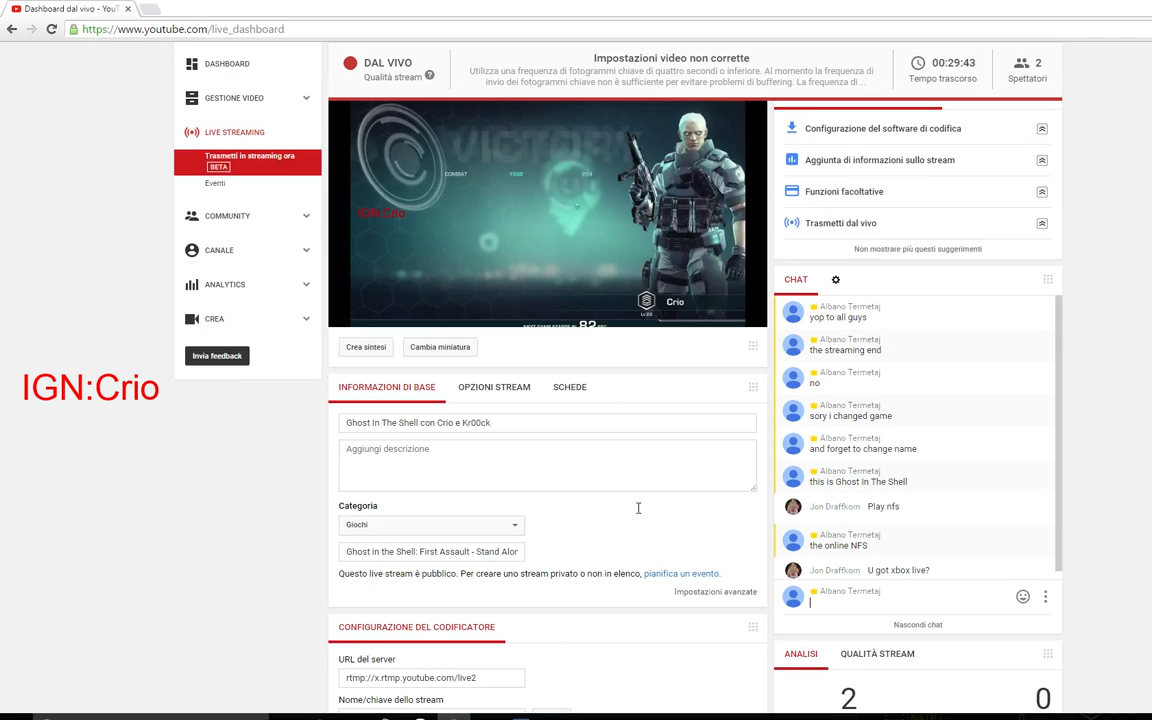 Dashboard dal vivo - You
https://www.youtube.com/live_dashboard
DASHBOARD
GESTIONE VIDEO
LIVE STREAMING
Trasmetti in streaming ora
BETA
Eventi
COMMUNITY
CANALE
ANALYTICS
CREA
Invia feedback
IGN:Crio
DAL VIVO
Qualità stream
Impostazioni video non corrette
Utilizza una frequenza di fotogrammi chiave di quattro secondi o inferiore. Al momento la frequenza di
invio dei fotogrammi chiave non è sufficiente per evitare problemi di buffering. La frequenza di...
00:29:43
Tempo trascorso
2
Spettatori
VICTORY
COMBAT
IGN:Crio
Crio
NEXT GAME STARTS IN 82 SEC
Crea sintesi
Cambia miniatura
INFORMAZIONI DI BASE
OPZIONI STREAM
SCHEDE
Ghost In The Shell con Crio e Kr00ck
Aggiungi descrizione
Categoria
Giochi
Ghost in the Shell: First Assault - Stand Alor
Questo live stream è pubblico. Per creare uno stream privato o non in elenco, pianifica un evento.
Impostazioni avanzate
CONFIGURAZIONE DEL CODIFICATORE
URL del server
rtmp://x.rtmp.youtube.com/live2
Nome/chiave dello stream
Configurazione del software di codifica
Aggiunta di informazioni sullo stream
Funzioni facoltative
Trasmetti dal vivo
Non mostrare più questi suggerimenti
CHAT
Albano Termetaj
yop to all guys
Albano Termetaj
the streaming end
Albano Termetaj
no
Albano Termetaj
sory i changed game
Albano Termetaj
and forget to change name
Albano Termetaj
this is Ghost In The Shell
Jon Draffkorn Play nfs
Albano Termetaj
the online NFS
Jon Draffkorn U got xbox live?
Albano Termetaj
Nascondi chat
ANALISI
QUALITÀ STREAM
2
0